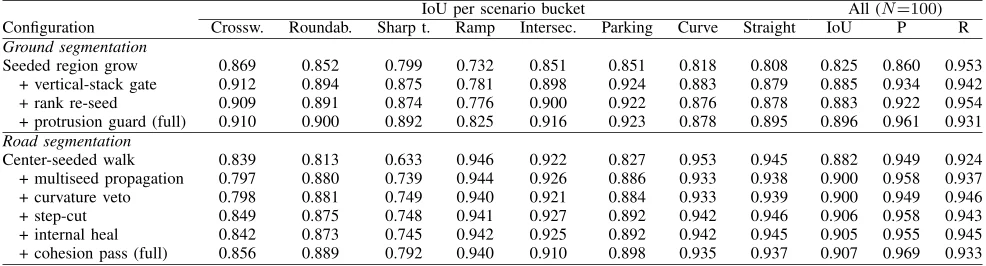 IoU per scenario bucket All (N=100)
Configuration Crossw. Roundab. Sharp t. Ramp Intersec. Parking Curve Straight IoU P R
Ground segmentation
Seeded region grow 0.869 0.852 0.799 0.732 0.851 0.851 0.818 0.808 0.825 0.860 0.953
+ vertical-stack gate 0.912 0.894 0.875 0.781 0.898 0.924 0.883 0.879 0.885 0.934 0.942
+ rank re-seed 0.909 0.891 0.874 0.776 0.900 0.922 0.876 0.878 0.883 0.922 0.954
+ protrusion guard (full) 0.910 0.900 0.892 0.825 0.916 0.923 0.878 0.895 0.896 0.961 0.931
Road segmentation
Center-seeded walk 0.839 0.813 0.633 0.946 0.922 0.827 0.953 0.945 0.882 0.949 0.924
+ multiseed propagation 0.797 0.880 0.739 0.944 0.926 0.886 0.933 0.938 0.900 0.958 0.937
+ curvature veto 0.798 0.881 0.749 0.940 0.921 0.884 0.933 0.939 0.900 0.949 0.946
+ step-cut 0.849 0.875 0.748 0.941 0.927 0.892 0.942 0.946 0.906 0.958 0.943
+ internal heal 0.842 0.873 0.745 0.942 0.925 0.892 0.942 0.945 0.905 0.955 0.945
+ cohesion pass (full) 0.856 0.889 0.792 0.940 0.910 0.898 0.935 0.937 0.907 0.969 0.933